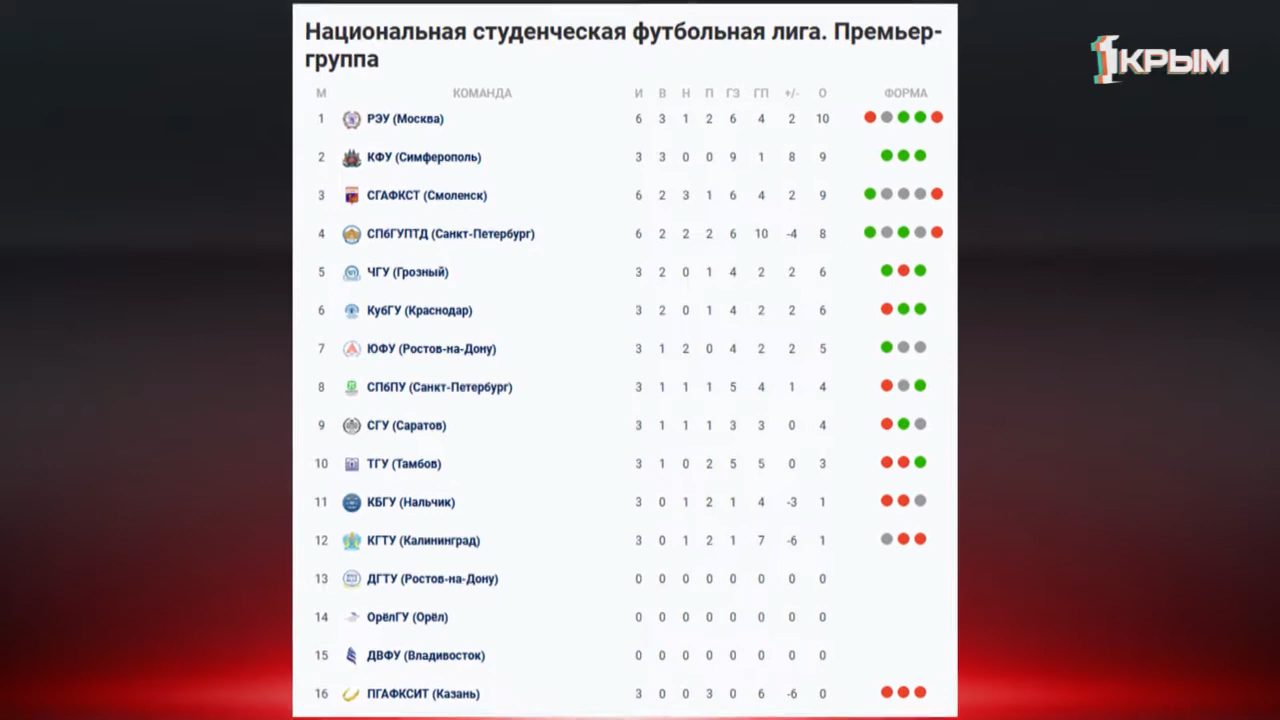 Национальная студенческая футбольная лига. Премьер-
группа
1КРЫМ
М КОМАНДА И В Н П ГЗ ГП +/- О ФОРМА
1 РЭУ (Москва) 6 3 1 2 6 4 2 10
2 КФУ (Симферополь) 3 3 0 0 9 1 8 9
3 СГАФКСТ (Смоленск) 6 2 3 1 6 4 2 9
4 СПбГУПТД (Санкт-Петербург) 6 2 2 2 6 10 -4 8
5 ЧГУ (Грозный) 3 2 0 1 4 2 2 6
6 КубГУ (Краснодар) 3 2 0 1 4 2 2 6
7 ЮФУ (Ростов-на-Дону) 3 1 2 0 4 2 2 5
8 СПбПУ (Санкт-Петербург) 3 1 1 1 5 4 1 4
9 СГУ (Саратов) 3 1 1 1 3 3 0 4
10 ТГУ (Тамбов) 3 1 0 2 5 5 0 3
11 КБГУ (Нальчик) 3 0 1 2 1 4 -3 1
12 КГТУ (Калининград) 3 0 1 2 1 7 -6 1
13 ДГТУ (Ростов-на-Дону) 0 0 0 0 0 0 0 0
14 ОрёлГУ (Орёл) 0 0 0 0 0 0 0 0
15 ДВФУ (Владивосток) 0 0 0 0 0 0 0 0
16 ПГАФКСИТ (Казань) 3 0 0 3 0 6 -6 0